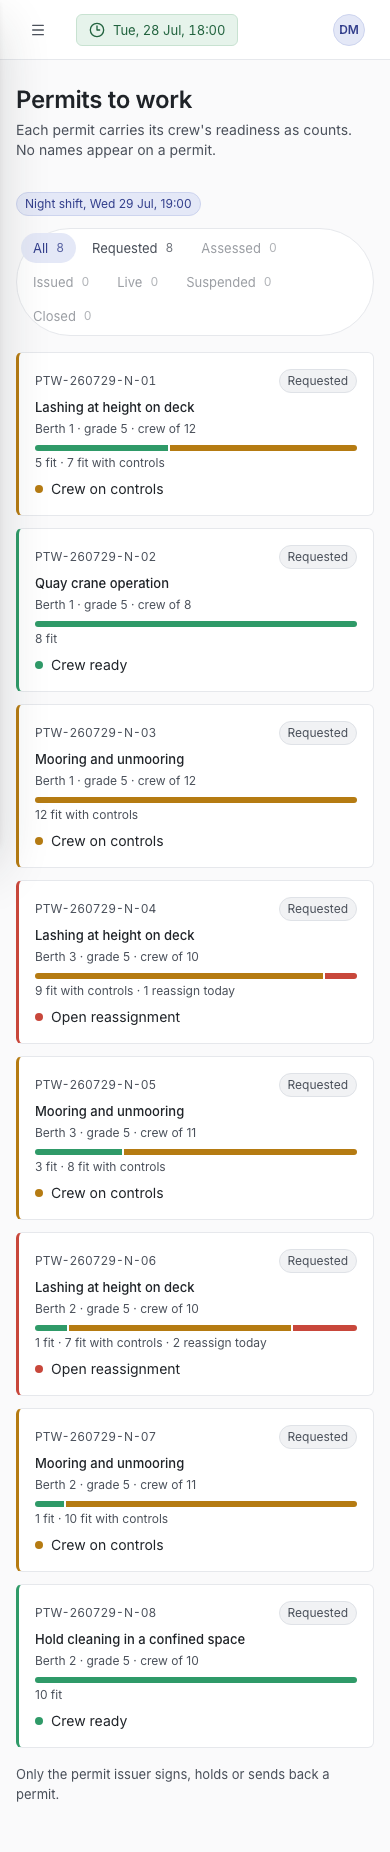 Tue, 28 Jul, 18:00
DM
Permits to work
Each permit carries its crew's readiness as counts.
No names appear on a permit.
Night shift, Wed 29 Jul, 19:00
All 8 Requested 8 Assessed 0
Issued 0 Live 0 Suspended 0
Closed 0
PTW-260729-N-01 Requested
Lashing at height on deck
Berth 1 · grade 5 · crew of 12
5 fit · 7 fit with controls
Crew on controls
PTW-260729-N-02 Requested
Quay crane operation
Berth 1 · grade 5 · crew of 8
8 fit
Crew ready
PTW-260729-N-03 Requested
Mooring and unmooring
Berth 1 · grade 5 · crew of 12
12 fit with controls
Crew on controls
PTW-260729-N-04 Requested
Lashing at height on deck
Berth 3 · grade 5 · crew of 10
9 fit with controls · 1 reassign today
Open reassignment
PTW-260729-N-05 Requested
Mooring and unmooring
Berth 3 · grade 5 · crew of 11
3 fit · 8 fit with controls
Crew on controls
PTW-260729-N-06 Requested
Lashing at height on deck
Berth 2 · grade 5 · crew of 10
1 fit · 7 fit with controls · 2 reassign today
Open reassignment
PTW-260729-N-07 Requested
Mooring and unmooring
Berth 2 · grade 5 · crew of 11
1 fit · 10 fit with controls
Crew on controls
PTW-260729-N-08 Requested
Hold cleaning in a confined space
Berth 2 · grade 5 · crew of 10
10 fit
Crew ready
Only the permit issuer signs, holds or sends back a
permit.